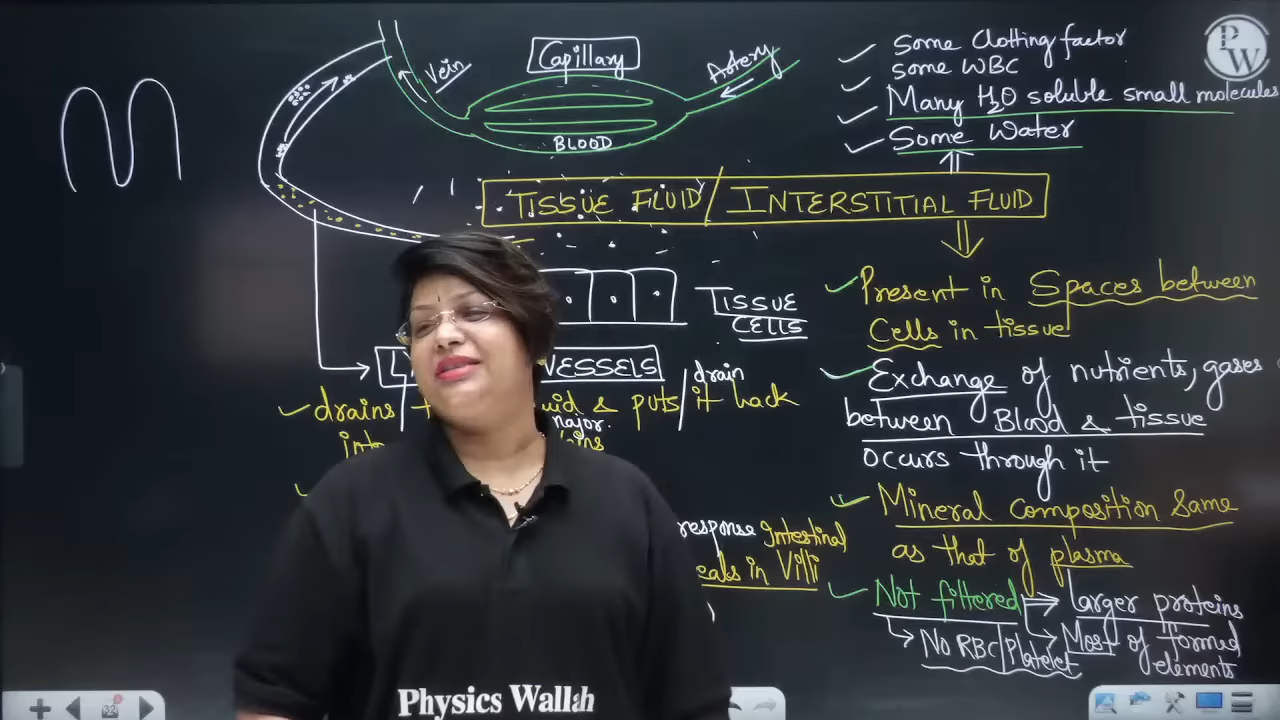 Capillary
Vein
Artery
BLOOD
Some Clotting factor
some WBC
Many H2O soluble small molecules
Some Water
PW
TISSUE FLUID/INTERSTITIAL FLUID
Present in Spaces between
Cells in tissue
TISSUE
CELLS
VESSELS
drain
drains & puts it back
major
Exchange of nutrients, gases
between Blood & tissue
occurs through it
Mineral composition Same
as that of plasma
response Intestinal
in Villi
Not filtered → larger proteins
No RBC/Platelet Most of formed
elements
32
Physics Wallah